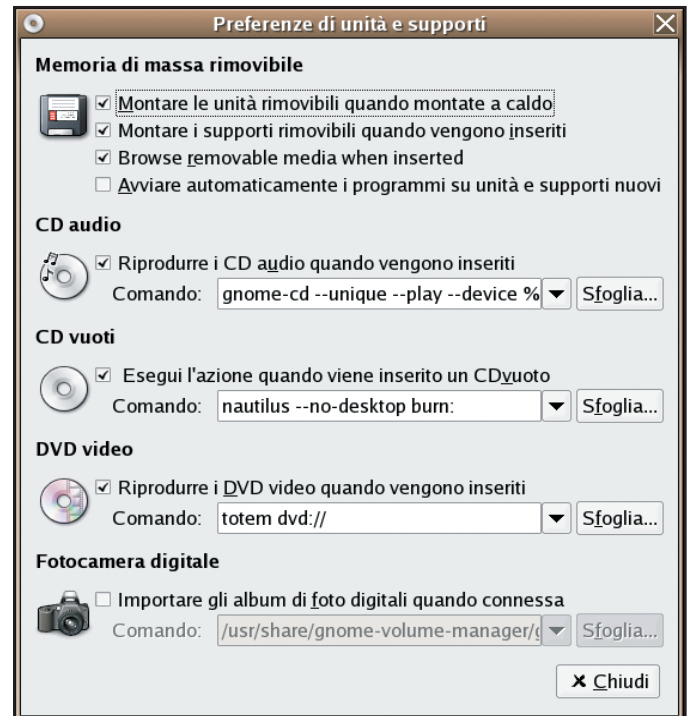 Preferenze di unità e supporti
Memoria di massa rimovibile
Montare le unità rimovibili quando montate a caldo
Montare i supporti rimovibili quando vengono inseriti
Browse removable media when inserted
Avviare automaticamente i programmi su unità e supporti nuovi
CD audio
Riprodurre i CD audio quando vengono inseriti
Comando: gnome-cd --unique --play --device % Sfoglia...
CD vuoti
Esegui l'azione quando viene inserito un CDvuoto
Comando: nautilus --no-desktop burn: Sfoglia...
DVD video
Riprodurre i DVD video quando vengono inseriti
Comando: totem dvd:// Sfoglia...
Fotocamera digitale
Importare gli album di foto digitali quando connessa
Comando: /usr/share/gnome-volume-manager/g Sfoglia...
Chiudi